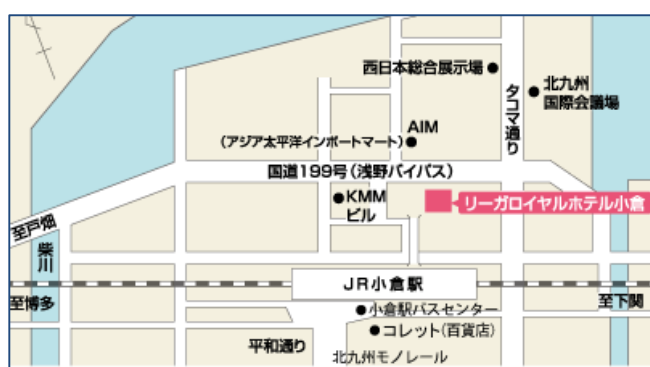 西日本総合展示場
タコマ通り
北九州
国際会議場
AIM
(アジア太平洋インポートマート)
国道199号(浅野バイパス)
KMM
ビル
リーガロイヤルホテル小倉
至戸畑
柴川
JR小倉駅
至博多
至下関
小倉駅バスセンター
コレット(百貨店)
平和通り
北九州モノレール